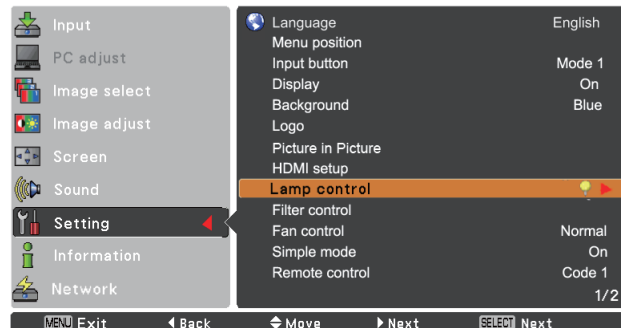 Input
PC adjust
Image select
Image adjust
Screen
Sound
Setting
Information
Network
Language English
Menu position
Input button Mode 1
Display On
Background Blue
Logo
Picture in Picture
HDMI setup
Lamp control
Filter control
Fan control Normal
Simple mode On
Remote control Code 1
1/2
MENU Exit Back Move Next SELECT Next